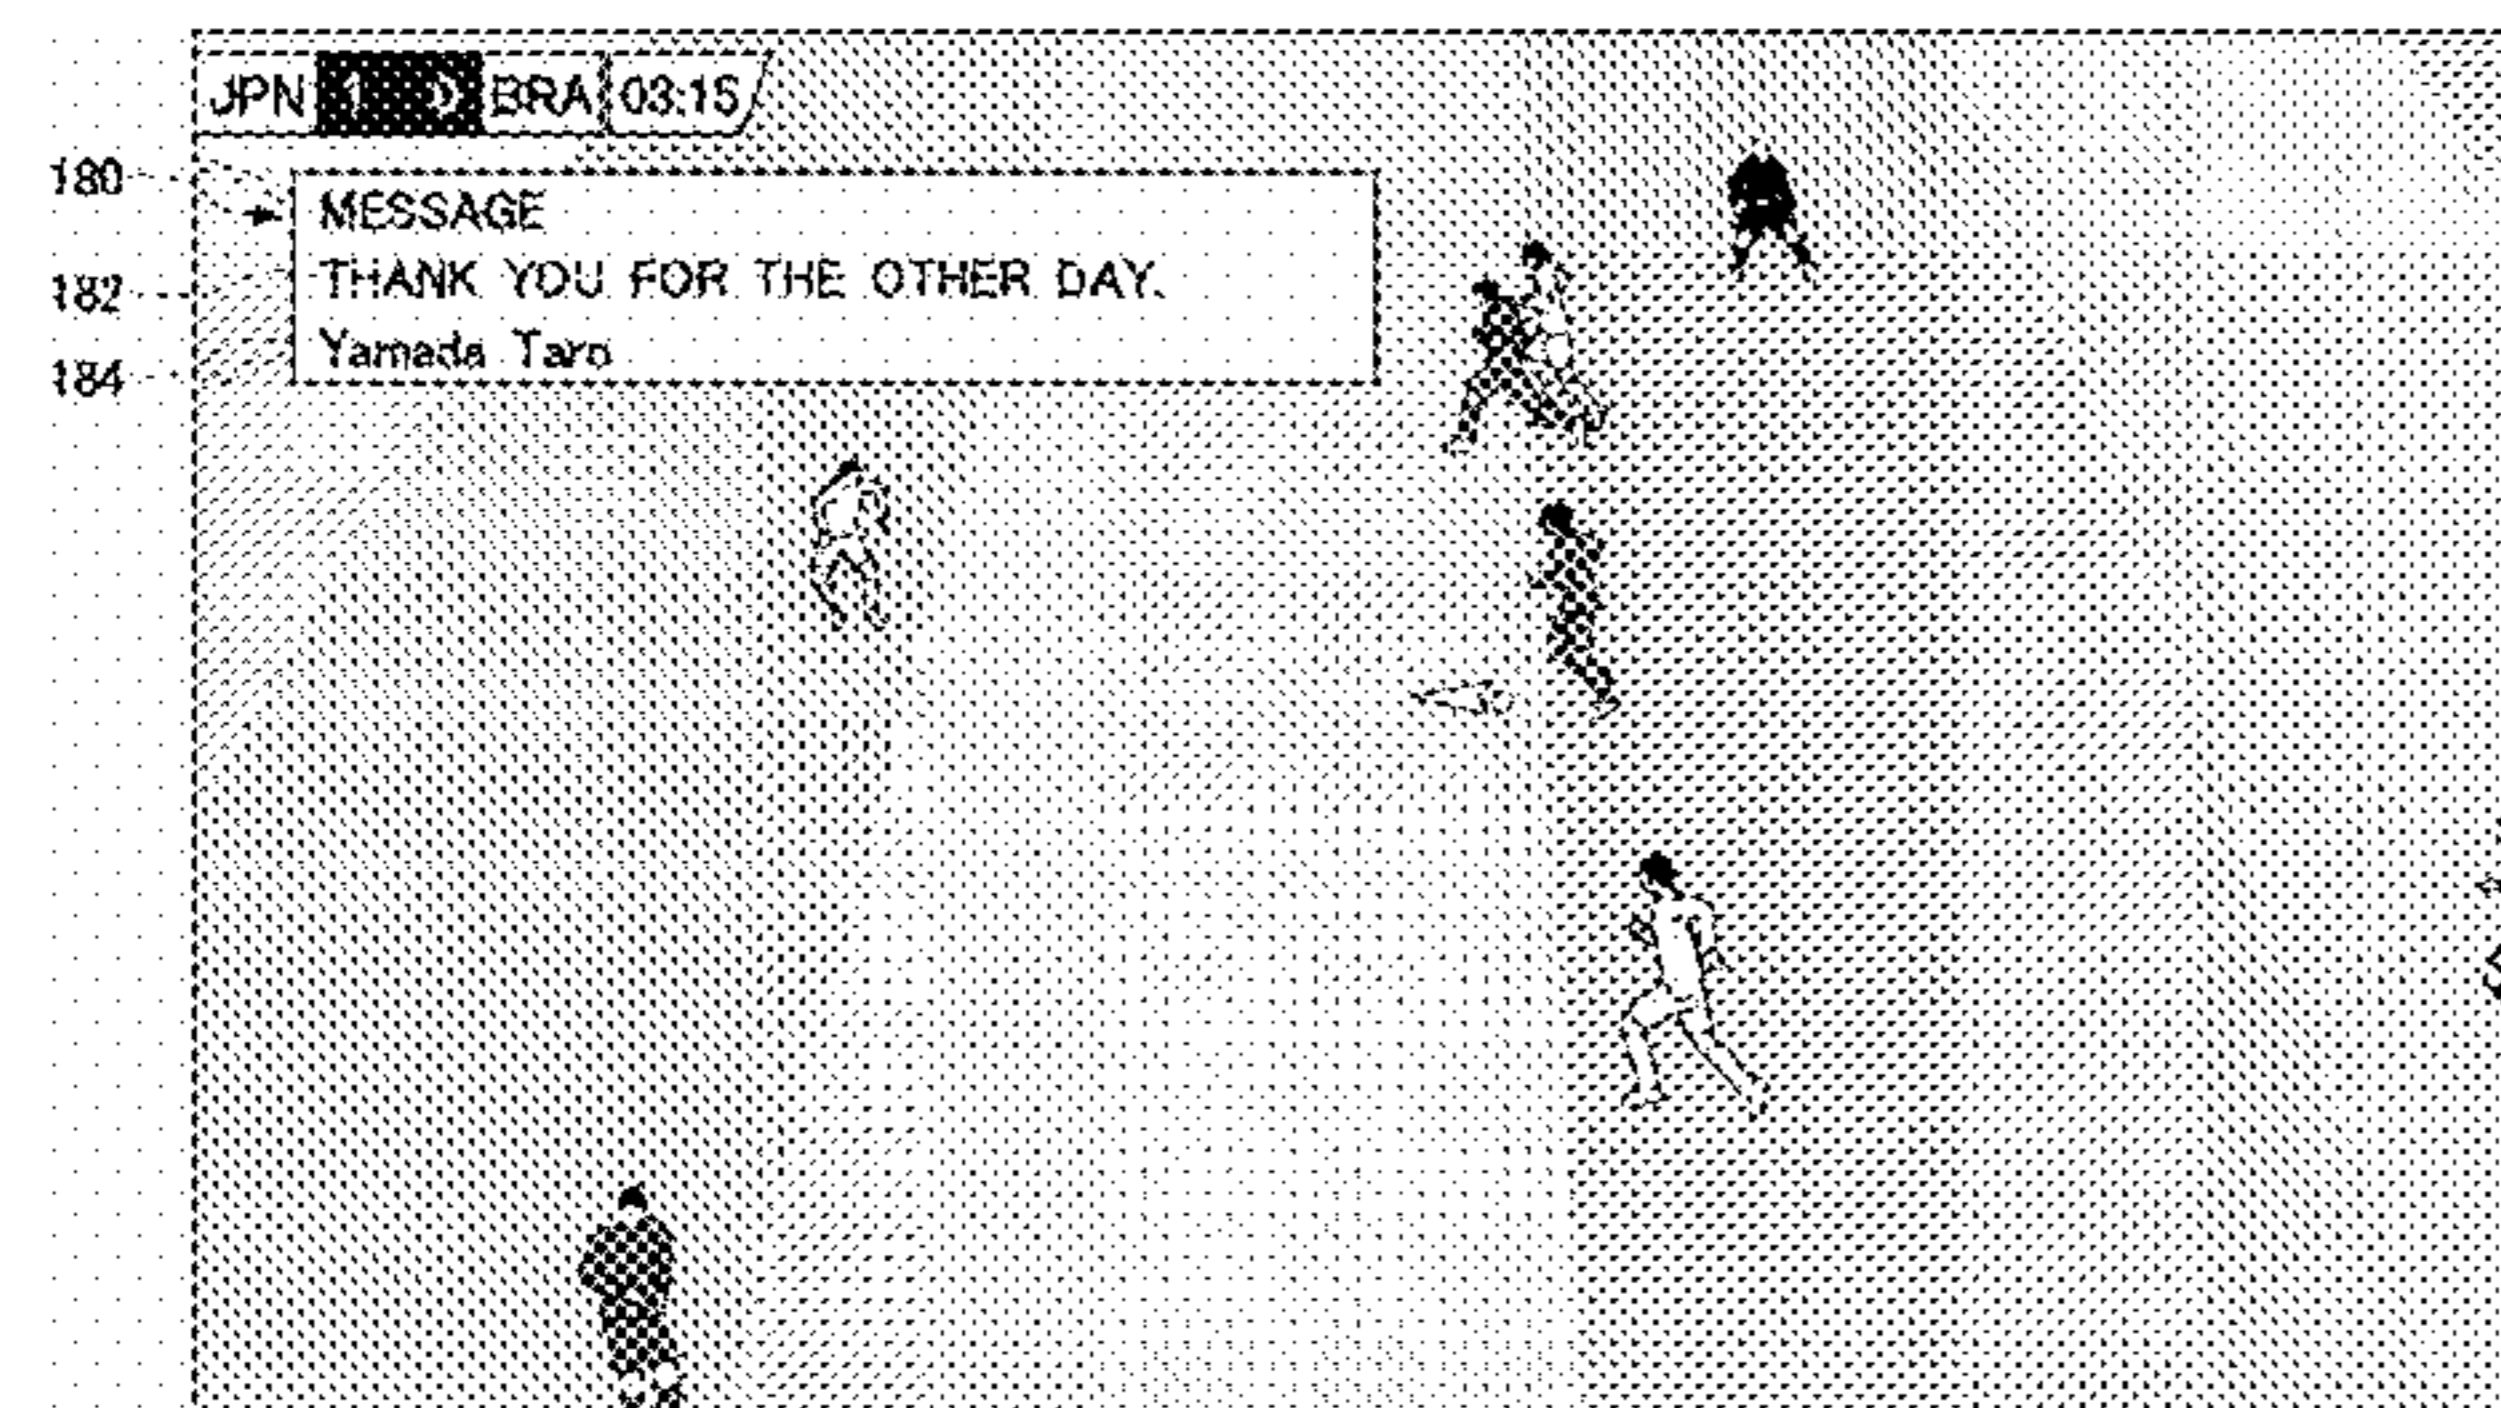 JPN BRA 03:15
180
MESSAGE
182
THANK YOU FOR THE OTHER DAY.
184
Yamada Taro